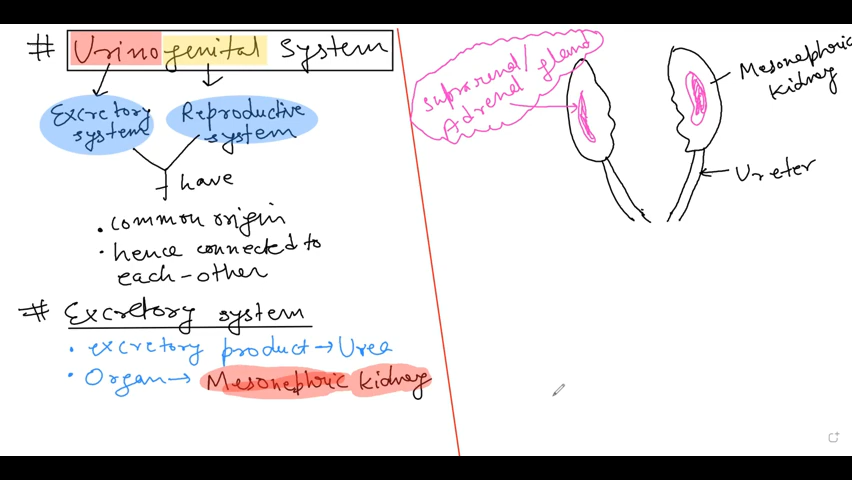 # Urinogenital System
Excretory system
Reproductive system
have
• common origin
• hence connected to
each-other
# Excretory system
• excretory product → Urea
• Organ → Mesonephric Kidney
suprarenal/
Adrenal gland
Mesonephric
Kidney
Ureter